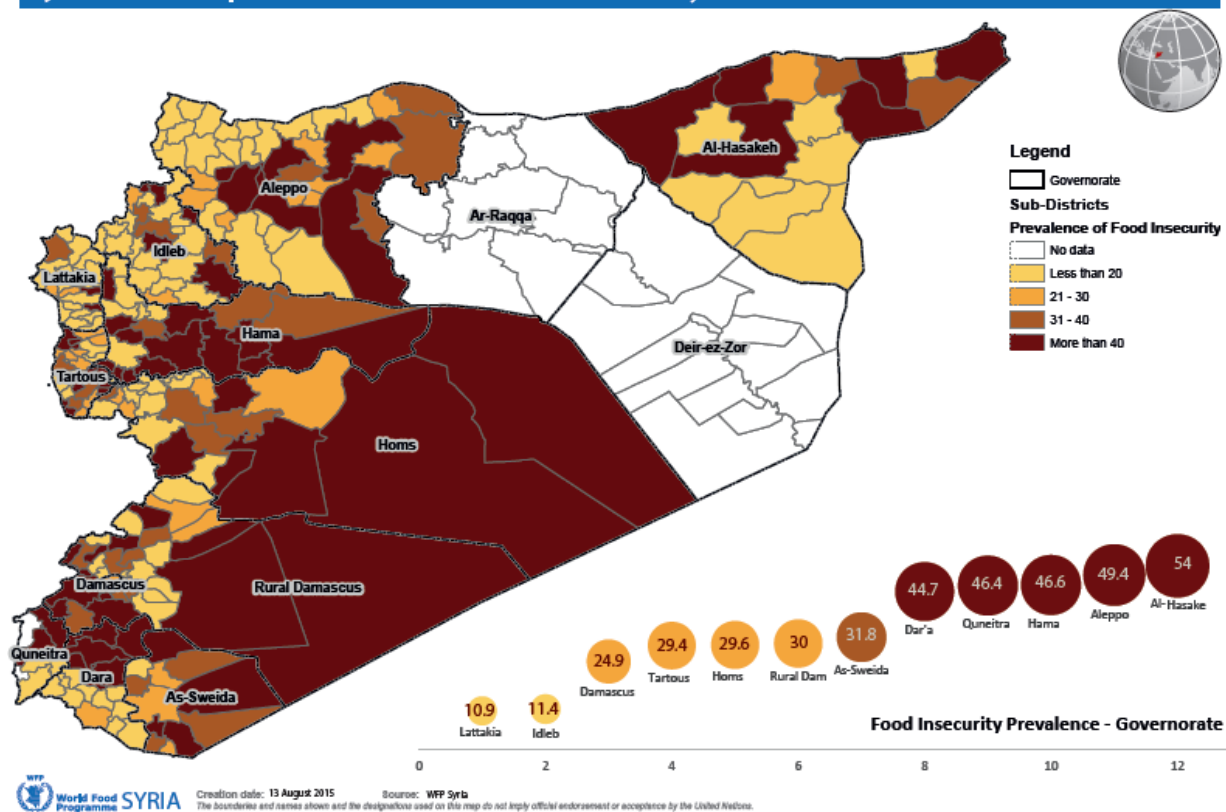 Legend
Governorate
Sub-Districts
Prevalence of Food Insecurity
No data
Less than 20
21 - 30
31 - 40
More than 40
Al-Hasakeh
Aleppo
Ar-Raqqa
Idleb
Lattakia
Hama
Deir-ez-Zor
Tartous
Homs
Damascus
Rural Damascus
Quneitra
Dara
As-Sweida
10.9
Lattakia
11.4
Idleb
24.9
Damascus
29.4
Tartous
29.6
Homs
30
Rural Dam
31.8
As-Sweida
44.7
Dar'a
46.4
Quneitra
46.6
Hama
49.4
Aleppo
54
Al-Hasake
Food Insecurity Prevalence - Governorate
0 2 4 6 8 10 12
WFP
World Food
Programme
SYRIA
Creation date: 13 August 2015 Source: WFP Syria
The boundaries and names shown and the designations used on this map do not imply official endorsement or acceptance by the United Nations.